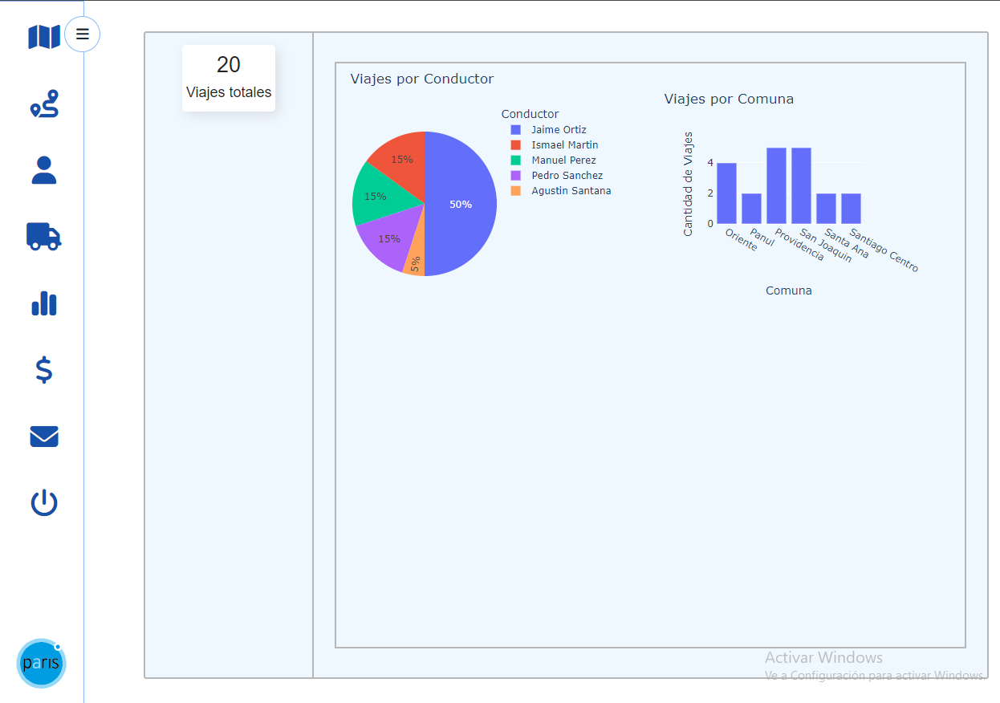 20
Viajes totales
Viajes por Conductor
Conductor
Jaime Ortiz
Ismael Martin
Manuel Perez
Pedro Sanchez
Agustin Santana
50%
15%
15%
15%
5%
Viajes por Comuna
Cantidad de Viajes
4
2
0
Oriente
Panul
Providencia
San Joaquin
Santa Ana
Santiago Centro
Comuna
paris
Activar Windows
Ve a Configuración para activar Windows.